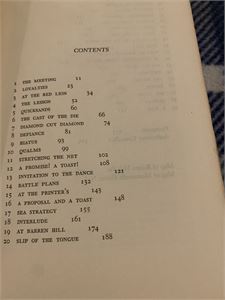 CONTENTS
1 THE MEETING 11
2 LOYALTIES 23
3 AT THE RED LION 34
4 THE LESSON 52
5 QUICKSANDS 60
6 THE CAST OF THE DIE 66
7 DIAMOND CUT DIAMOND 74
8 DEFIANCE 81
9 HIATUS 93
10 QUALMS 99
11 STRETCHING THE NET 102
12 A PROMISE! A TOAST! 108
13 INVITATION TO THE DANCE 121
14 BATTLE PLANS 132
15 AT THE PRINTER'S 143
16 A PROPOSAL AND A TOAST 148
17 SEA STRATEGY 155
18 INTERLUDE 161
19 AT BARREN HILL 174
20 SLIP OF THE TONGUE 188